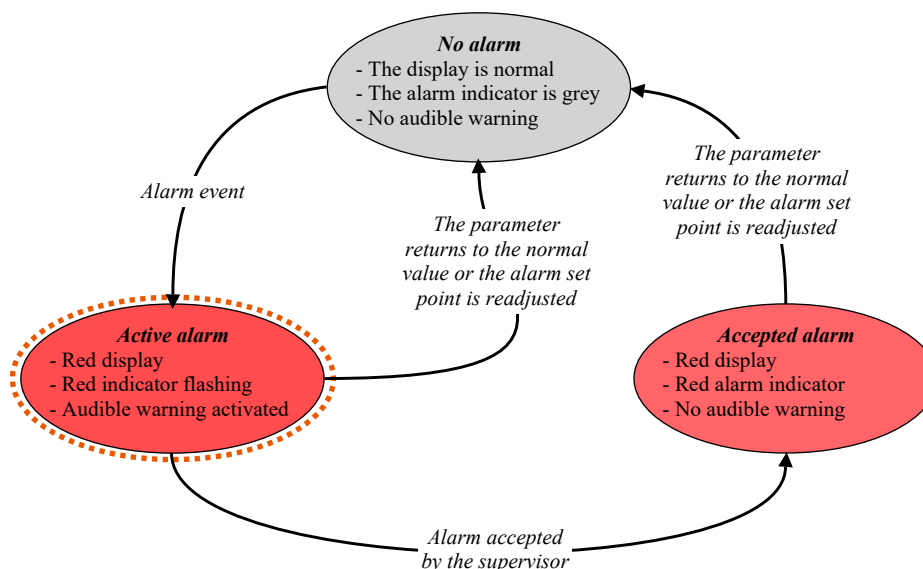 No alarm
- The display is normal
- The alarm indicator is grey
- No audible warning
Alarm event
The parameter
returns to the normal
value or the alarm set
point is readjusted
The parameter
returns to the normal
value or the alarm set
point is readjusted
Active alarm
- Red display
- Red indicator flashing
- Audible warning activated
Accepted alarm
- Red display
- Red alarm indicator
- No audible warning
Alarm accepted
by the supervisor